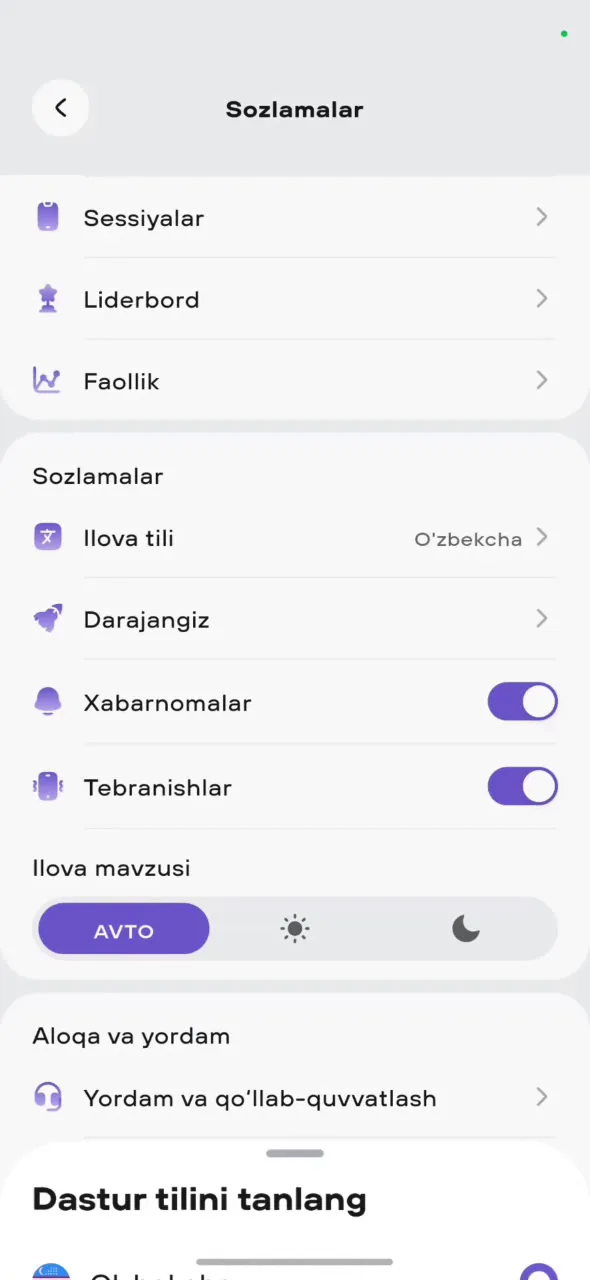 Sozlamalar
Sessiyalar
Liderbord
Faollik
Sozlamalar
Ilova tili O'zbekcha
Darajangiz
Xabarnomalar
Tebranishlar
Ilova mavzusi
AVTO
Aloqa va yordam
Yordam va qo‘llab-quvvatlash
Dastur tilini tanlang